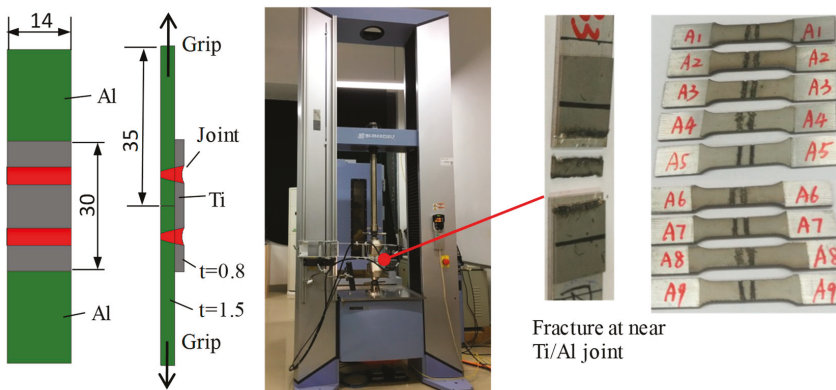 14
Al
30
Al
Grip
35
Joint
Ti
t=0.8
t=1.5
Grip
SHIMADZU
Fracture at near
Ti/Al joint
A1 A1
A2 A2
A3 A3
A4 A4
A5 A5
A6 A6
A7 A7
A8 A8
A9 A9